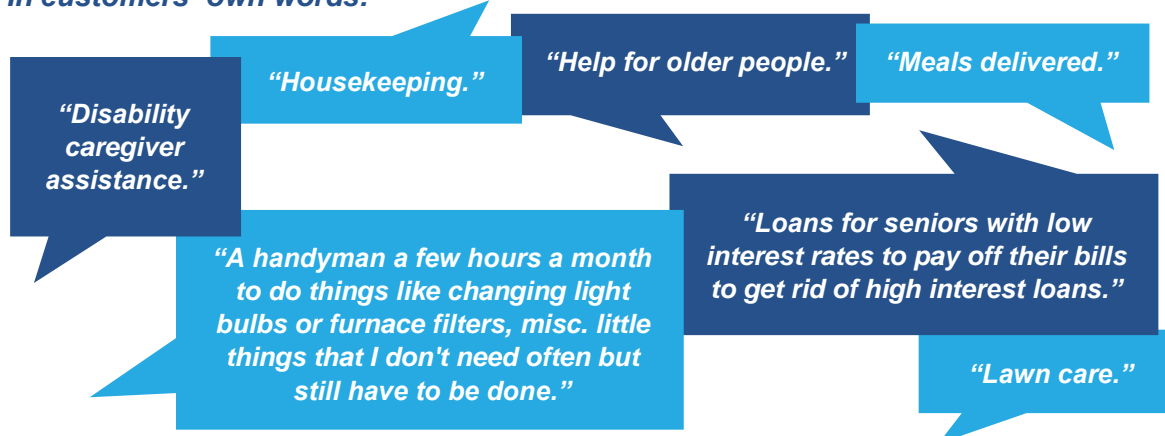 in customers' own words:
“Housekeeping.”
“Help for older people.”
“Meals delivered.”
“Disability
caregiver
assistance.”
“Loans for seniors with low
interest rates to pay off their bills
to get rid of high interest loans.”
“A handyman a few hours a month
to do things like changing light
bulbs or furnace filters, misc. little
things that I don't need often but
still have to be done.”
“Lawn care.”